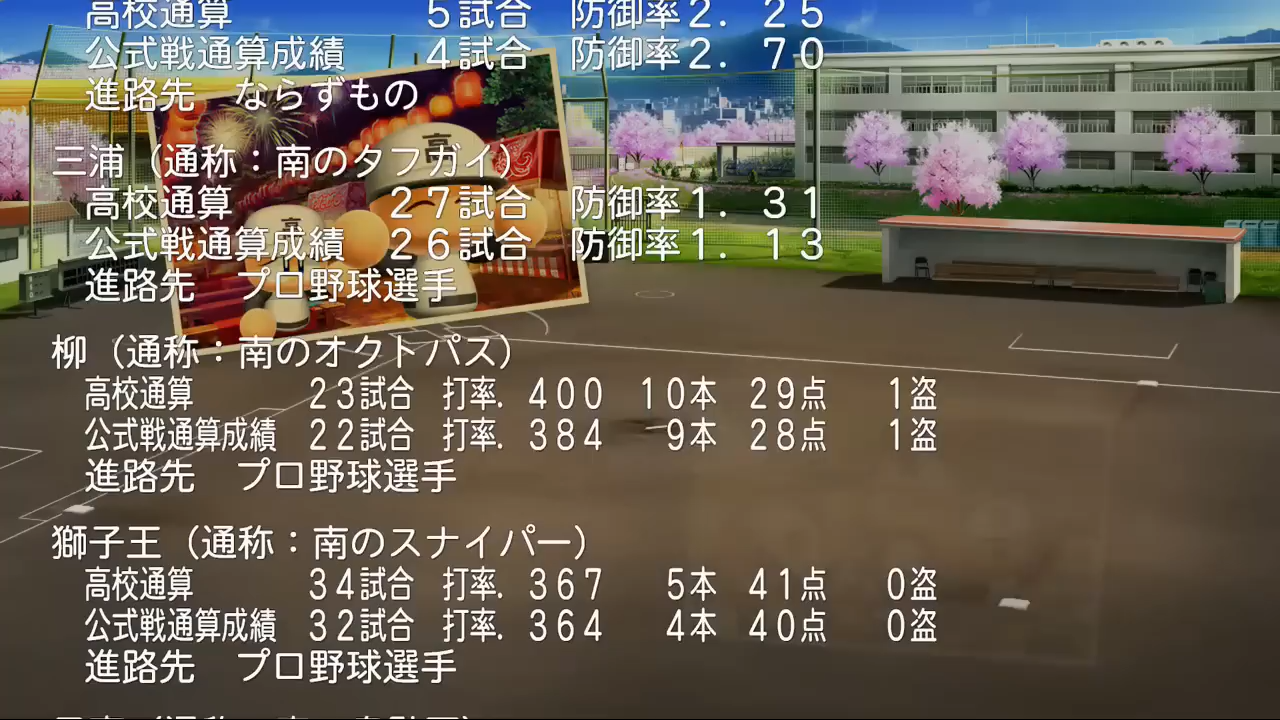 高校通算 5試合 防御率2.25
公式戦通算成績 4試合 防御率2.70
進路先 ならずもの
三浦(通称:南のタフガイ)
高校通算 27試合 防御率1.31
公式戦通算成績 26試合 防御率1.13
進路先 プロ野球選手
柳(通称:南のオクトパス)
高校通算 23試合 打率.400 10本 29点 1盗
公式戦通算成績 22試合 打率.384 9本 28点 1盗
進路先 プロ野球選手
獅子王(通称:南のスナイパー)
高校通算 34試合 打率.367 5本 41点 0盗
公式戦通算成績 32試合 打率.364 4本 40点 0盗
進路先 プロ野球選手